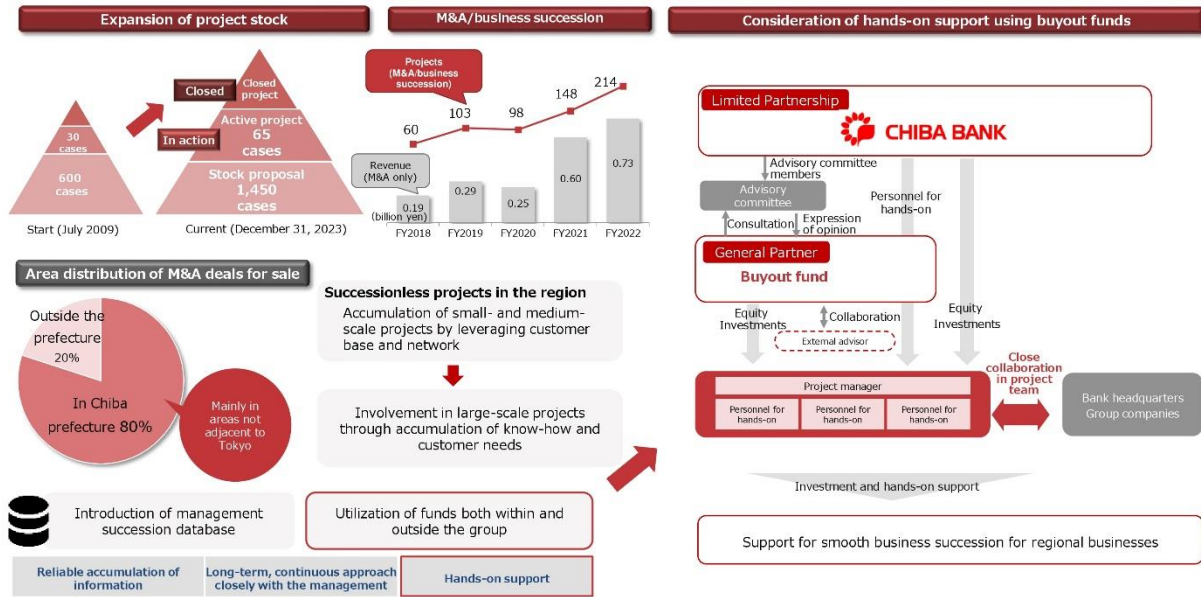 Expansion of project stock
Closed
In action
30
cases
600
cases
Closed
project
Active project
65
cases
Stock proposal
1,450
cases
Start (July 2009)
Current (December 31, 2023)
M&A/business succession
Projects
(M&A/business
succession)
60
103
98
148
214
Revenue
(M&A only)
0.19
0.29
0.25
0.60
0.73
(billion yen)
FY2018
FY2019
FY2020
FY2021
FY2022
Area distribution of M&A deals for sale
Outside the
prefecture
20%
In Chiba
prefecture 80%
Mainly in
areas not
adjacent to
Tokyo
Successionless projects in the region
Accumulation of small- and medium-
scale projects by leveraging customer
base and network
Involvement in large-scale projects
through accumulation of know-how and
customer needs
Introduction of management
succession database
Utilization of funds both within and
outside the group
Reliable accumulation of
information
Long-term, continuous approach
closely with the management
Hands-on support
Consideration of hands-on support using buyout funds
Limited Partnership
CHIBA BANK
Advisory committee
members
Advisory
committee
Personnel for
hands-on
Consultation
Expression
of opinion
General Partner
Buyout fund
Equity
Investments
Collaboration
External advisor
Equity
Investments
Close
collaboration
in project
team
Project manager
Personnel for
hands-on
Personnel for
hands-on
Personnel for
hands-on
Bank headquarters
Group companies
Investment and hands-on support
Support for smooth business succession for regional businesses